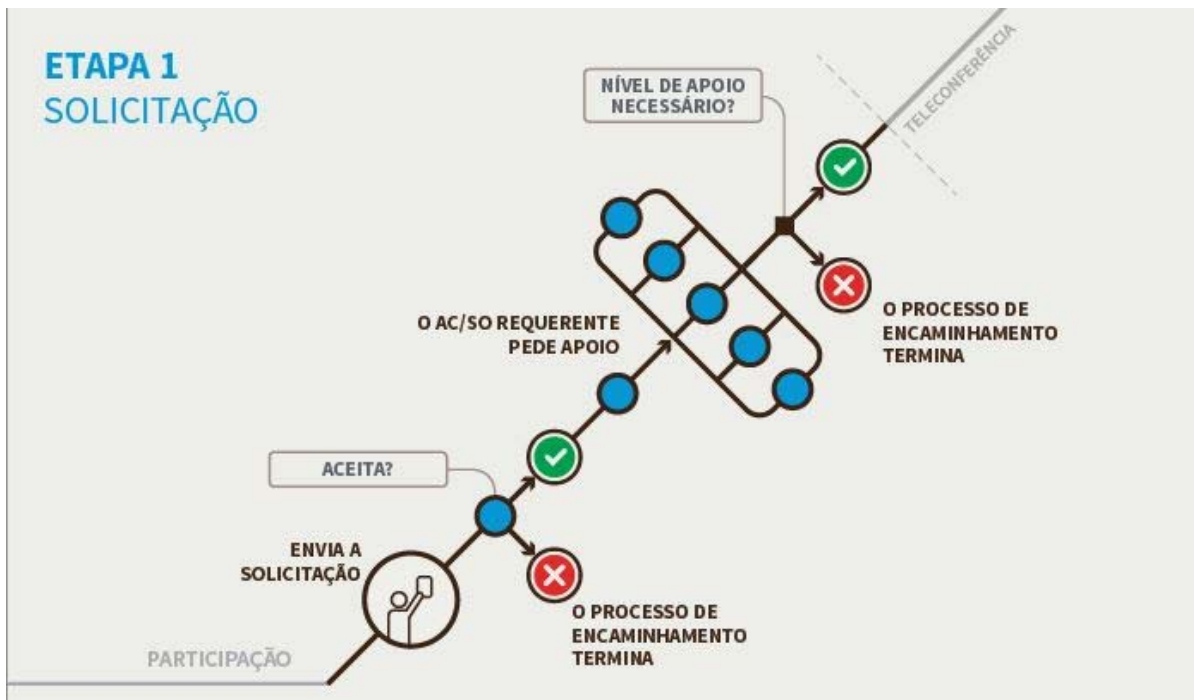 ETAPA 1
SOLICITAÇÃO
NÍVEL DE APOIO
NECESSÁRIO?
TELECONFERÊNCIA
O PROCESSO DE
ENCAMINHAMENTO
TERMINA
O AC/SO REQUERENTE
PEDE APOIO
ACEITA?
ENVIA A
SOLICITAÇÃO
O PROCESSO DE
ENCAMINHAMENTO
TERMINA
PARTICIPAÇÃO